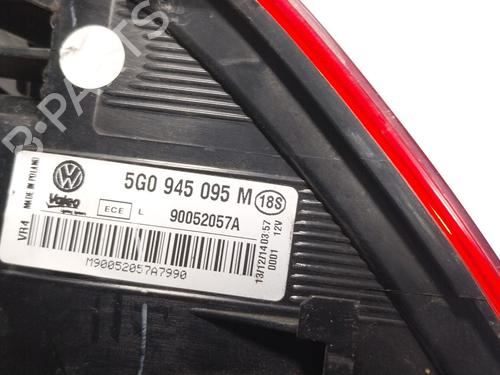 B-PARTS
MADE IN POLAND
VR4
Valeo
5G0 945 095 M
18S
ECE
L
90052057A
M90052057A7990
13/12/14 03:57
0001 12V